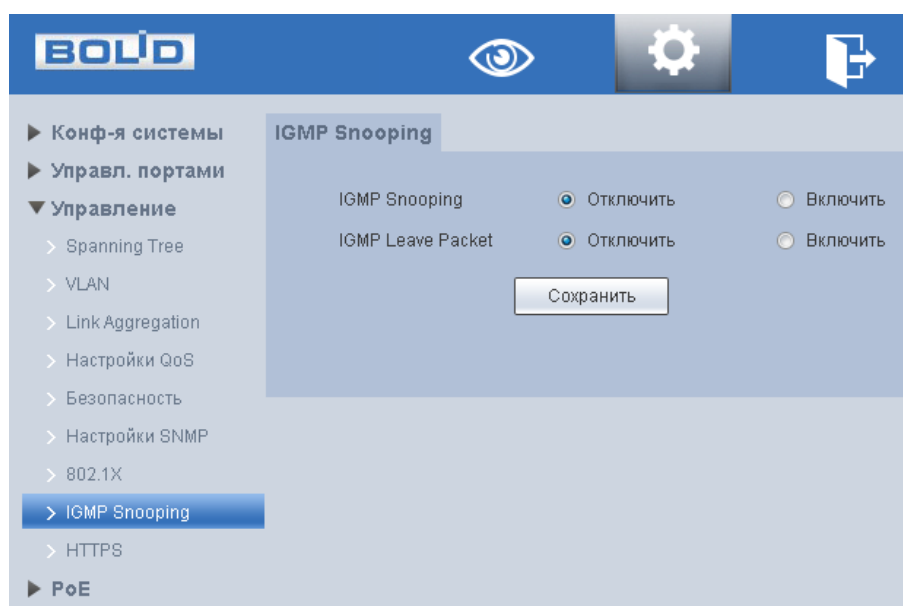 BOLID
Конф-я системы
Управл. портами
Управление
Spanning Tree
VLAN
Link Aggregation
Настройки QoS
Безопасность
Настройки SNMP
802.1X
IGMP Snooping
HTTPS
PoE
IGMP Snooping
IGMP Snooping Отключить Включить
IGMP Leave Packet Отключить Включить
Сохранить